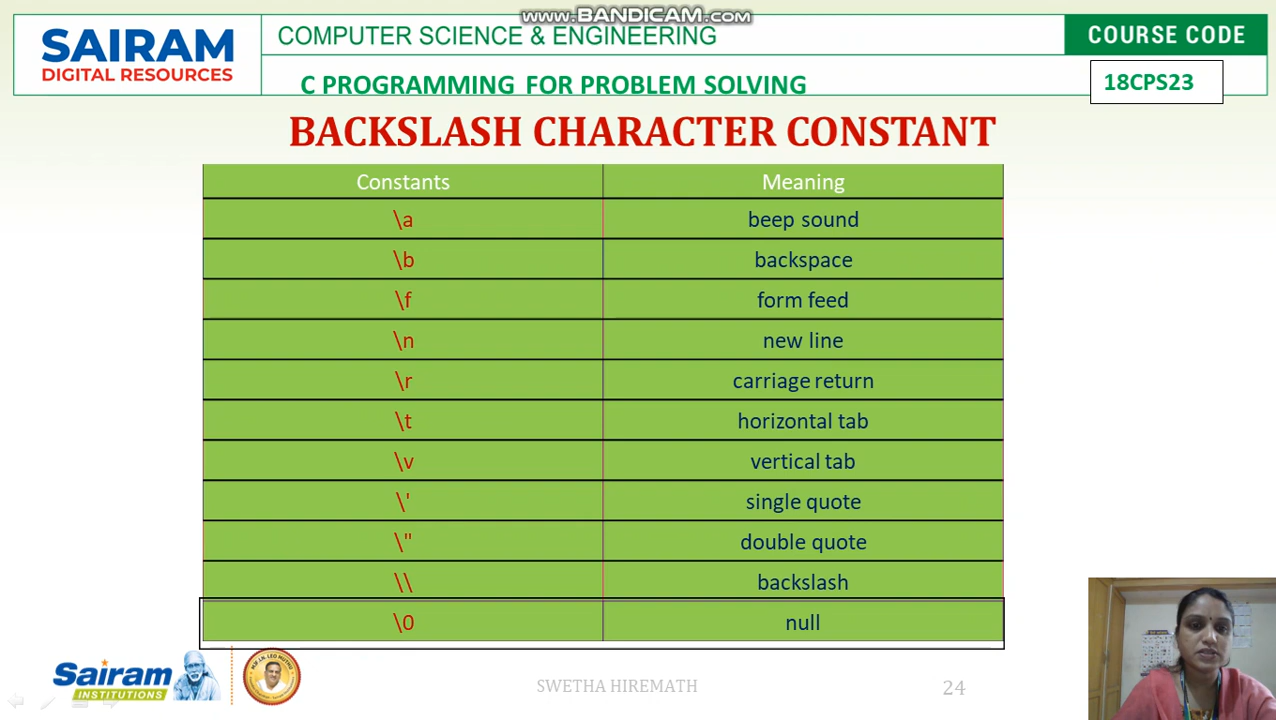 www.BANDICAM.com
SAIRAM
DIGITAL RESOURCES
COMPUTER SCIENCE & ENGINEERING
COURSE CODE
C PROGRAMMING FOR PROBLEM SOLVING
18CPS23
BACKSLASH CHARACTER CONSTANT
Constants Meaning
\a beep sound
\b backspace
\f form feed
\n new line
\r carriage return
\t horizontal tab
\v vertical tab
\' single quote
\" double quote
\\ backslash
\0 null
Sairam
INSTITUTIONS
SWETHA HIREMATH
24